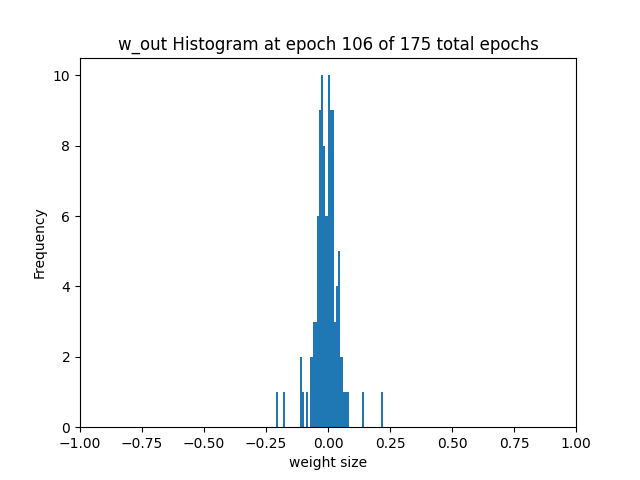 w_out Histogram at epoch 106 of 175 total epochs
10
8
6
4
2
0
Frequency
−1.00 −0.75 −0.50 −0.25 0.00 0.25 0.50 0.75 1.00
weight size